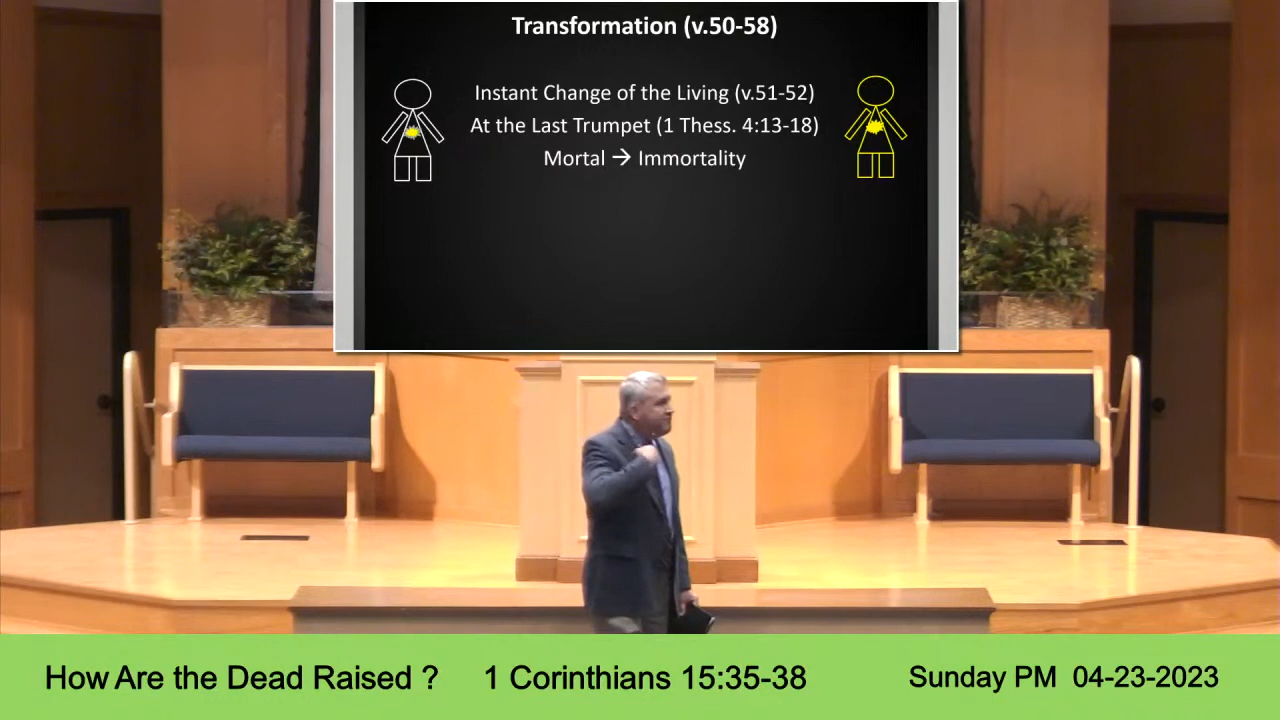 Transformation (v.50-58)
Instant Change of the Living (v.51-52)
At the Last Trumpet (1 Thess. 4:13-18)
Mortal → Immortality
How Are the Dead Raised ? 1 Corinthians 15:35-38 Sunday PM 04-23-2023